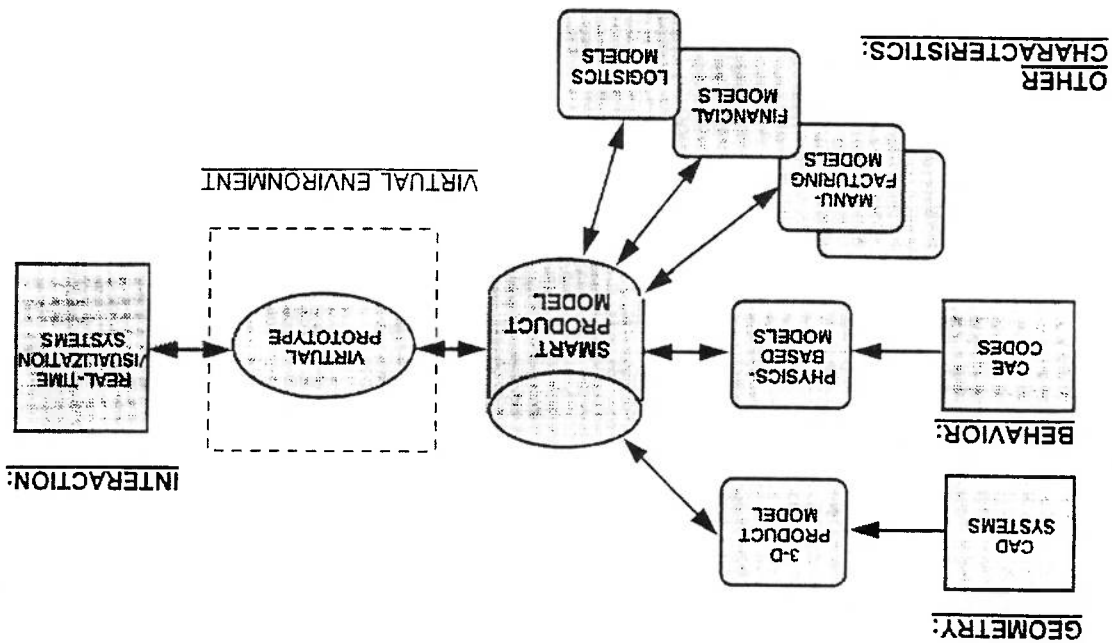 GEOMETRY:
CAD
SYSTEMS
3-D
PRODUCT
MODEL
BEHAVIOR:
CAE
CODES
PHYSICS-
BASED
MODELS
SMART
PRODUCT
MODEL
INTERACTION:
VIRTUAL
PROTOTYPE
REAL-TIME
VISUALIZATION
SYSTEMS
VIRTUAL ENVIRONMENT
OTHER
CHARACTERISTICS:
MANU-
FACTURING
MODELS
FINANCIAL
MODELS
LOGISTICS
MODELS